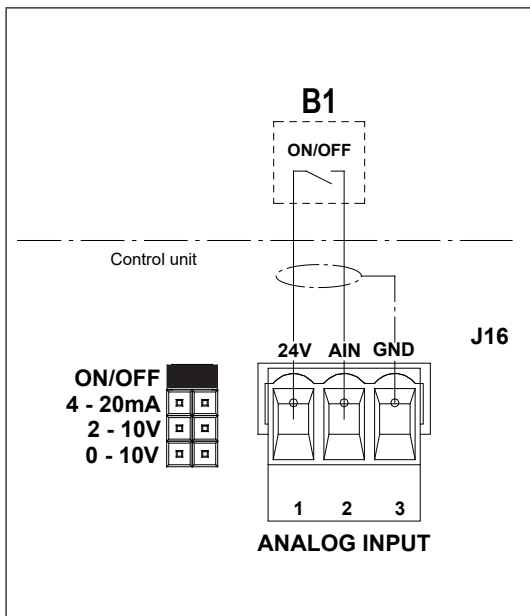 B1
ON/OFF
Control unit
24V AIN GND
J16
ON/OFF
4 - 20mA
2 - 10V
0 - 10V
1 2 3
ANALOG INPUT